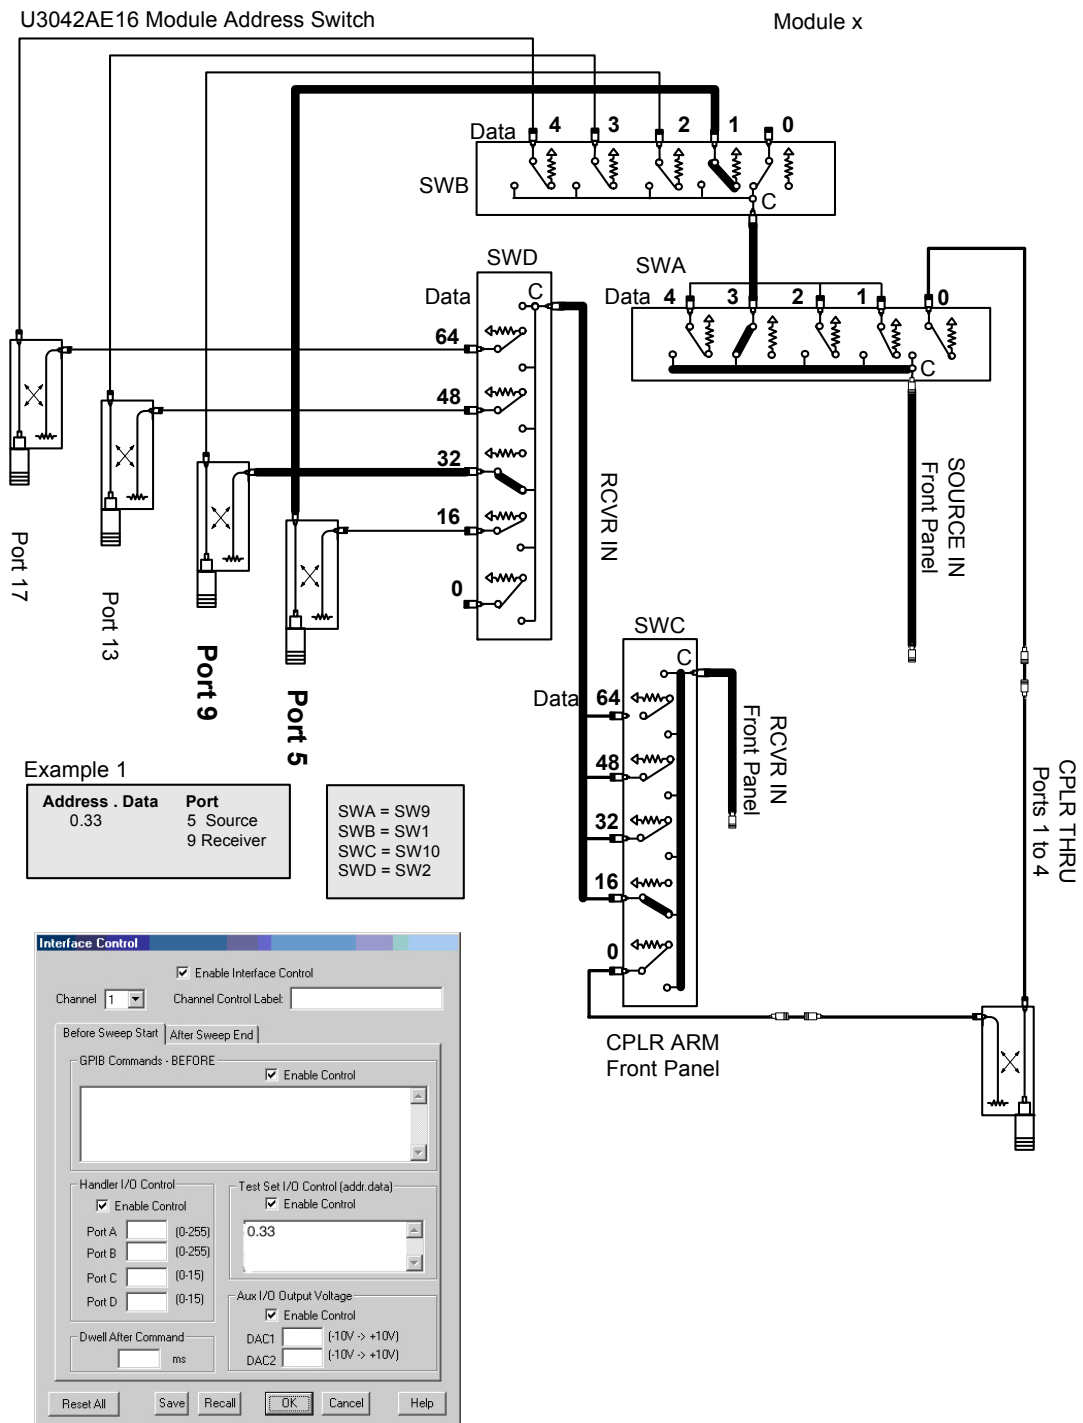 U3042AE16 Module Address Switch
Module x
Data 4 3 2 1 0
SWB
C
SWD
SWA
Data
C
Data 4 3 2 1 0
64
C
48
32
16
0
RCVR IN
SOURCE IN
Front Panel
Port 17
Port 13
Port 9
Port 5
SWC
C
Data 64
48
32
16
0
RCVR IN
Front Panel
CPLR THRU
Ports 1 to 4
CPLR ARM
Front Panel
Example 1
Address . Data Port
0.33 5 Source
9 Receiver
SWA = SW9
SWB = SW1
SWC = SW10
SWD = SW2
Interface Control
Enable Interface Control
Channel 1 Channel Control Label:
Before Sweep Start After Sweep End
GPIB Commands - BEFORE
Enable Control
Handler I/O Control
Enable Control
Port A (0-255)
Port B (0-255)
Port C (0-15)
Port D (0-15)
Test Set I/O Control (addr.data)
Enable Control
0.33
Aux I/O Output Voltage
Enable Control
DAC1 (-10V -> +10V)
DAC2 (-10V -> +10V)
Dwell After Command
ms
Reset All Save Recall OK Cancel Help